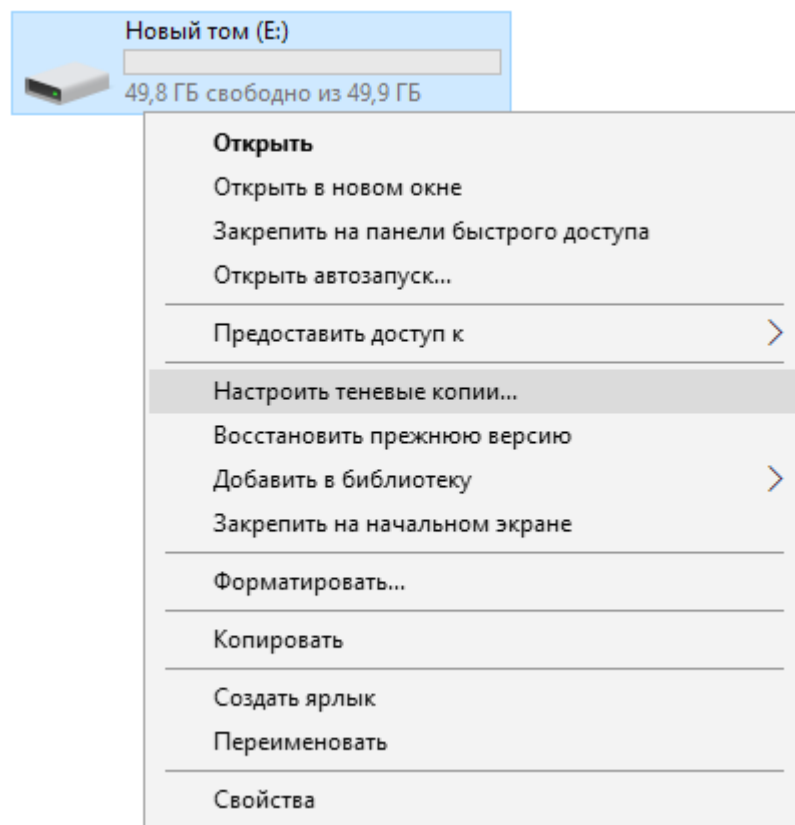 Новый том (E:)
49,8 ГБ свободно из 49,9 ГБ
Открыть
Открыть в новом окне
Закрепить на панели быстрого доступа
Открыть автозапуск...
Предоставить доступ к
Настроить теневые копии...
Восстановить прежнюю версию
Добавить в библиотеку
Закрепить на начальном экране
Форматировать...
Копировать
Создать ярлык
Переименовать
Свойства